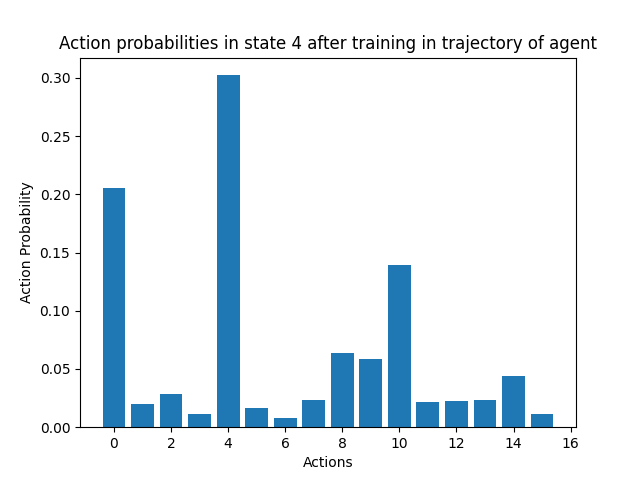 Action probabilities in state 4 after training in trajectory of agent
0.30
0.25
0.20
0.15
0.10
0.05
0.00
Action Probability
0 2 4 6 8 10 12 14 16
Actions